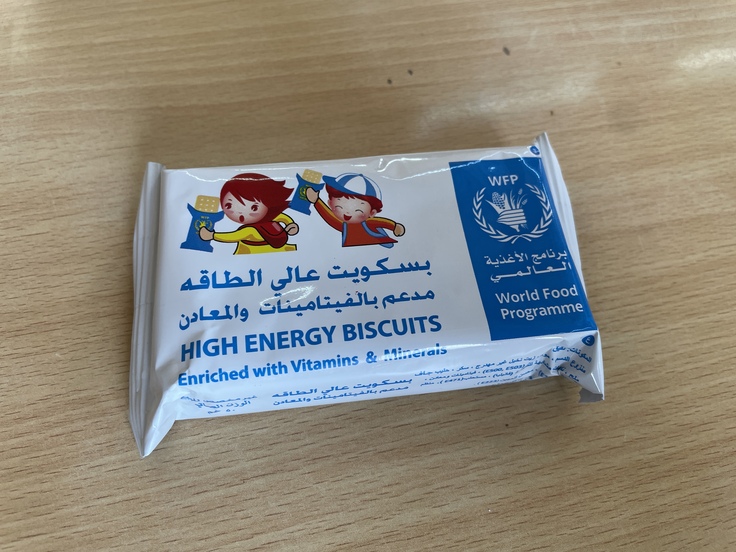 بسكويت عالي الطاقه
مدعم بالفيتامينات والمعادن
HIGH ENERGY BISCUITS
Enriched with Vitamins & Minerals
WFP
برنامج الأغذية
العالمي
World Food
Programme
بسكويت عالي الطاقه
مدعم بالفيتامينات والمعادن